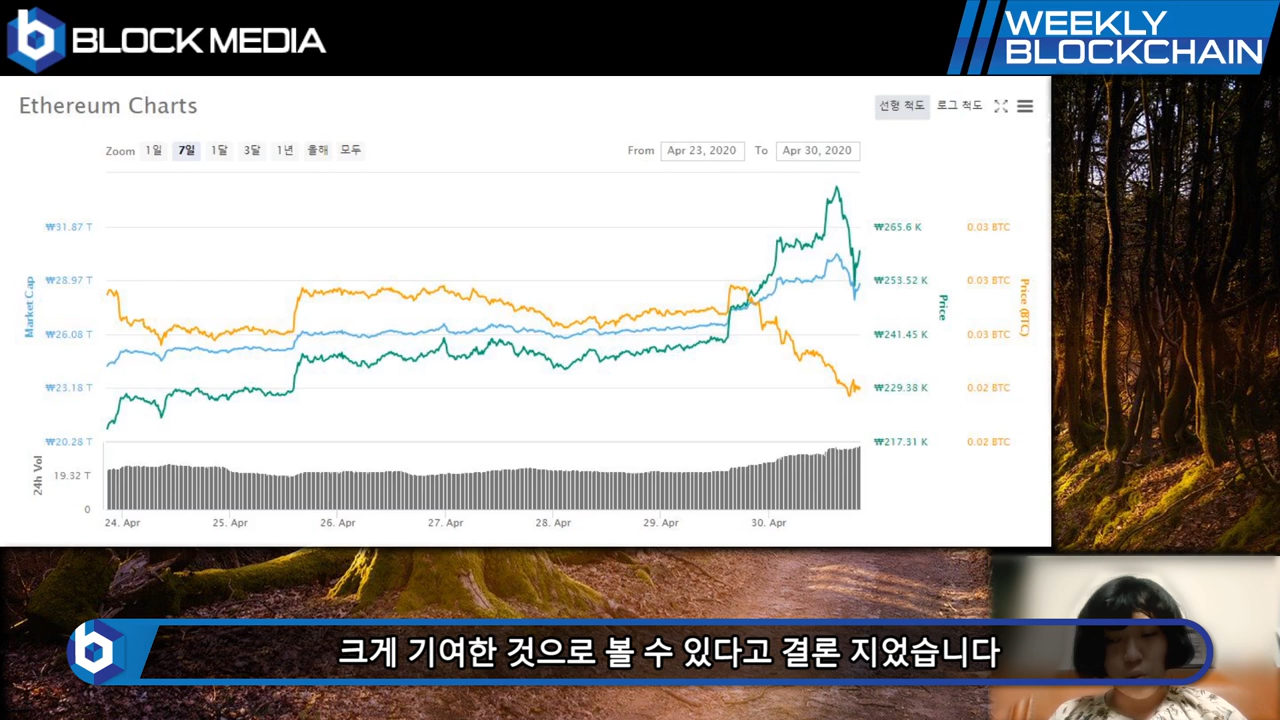 BLOCK MEDIA
WEEKLY
BLOCKCHAIN
Ethereum Charts
선형 척도 로그 척도
Zoom 1일 7일 1달 3달 1년 올해 모두
From Apr 23, 2020 To Apr 30, 2020
₩31.87 T ₩265.6 K 0.03 BTC
₩28.97 T ₩253.52 K 0.03 BTC
Market Cap Price Price (BTC)
₩26.08 T ₩241.45 K 0.03 BTC
₩23.18 T ₩229.38 K 0.02 BTC
₩20.28 T ₩217.31 K 0.02 BTC
24h Vol
19.32 T
0
24. Apr 25. Apr 26. Apr 27. Apr 28. Apr 29. Apr 30. Apr
크게 기여한 것으로 볼 수 있다고 결론 지었습니다